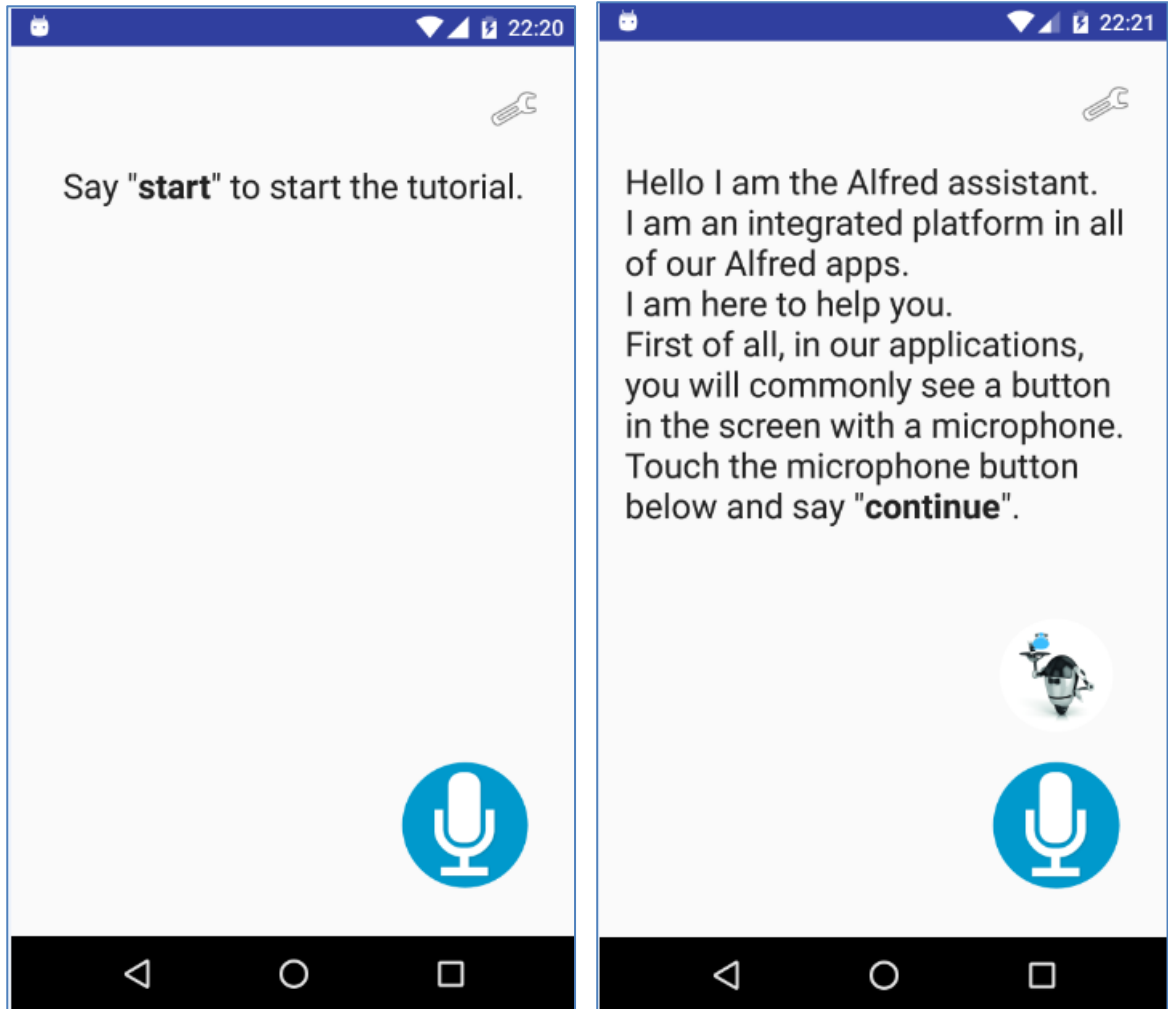 22:20
Say "start" to start the tutorial.
22:21
Hello I am the Alfred assistant.
I am an integrated platform in all
of our Alfred apps.
I am here to help you.
First of all, in our applications,
you will commonly see a button
in the screen with a microphone.
Touch the microphone button
below and say "continue".